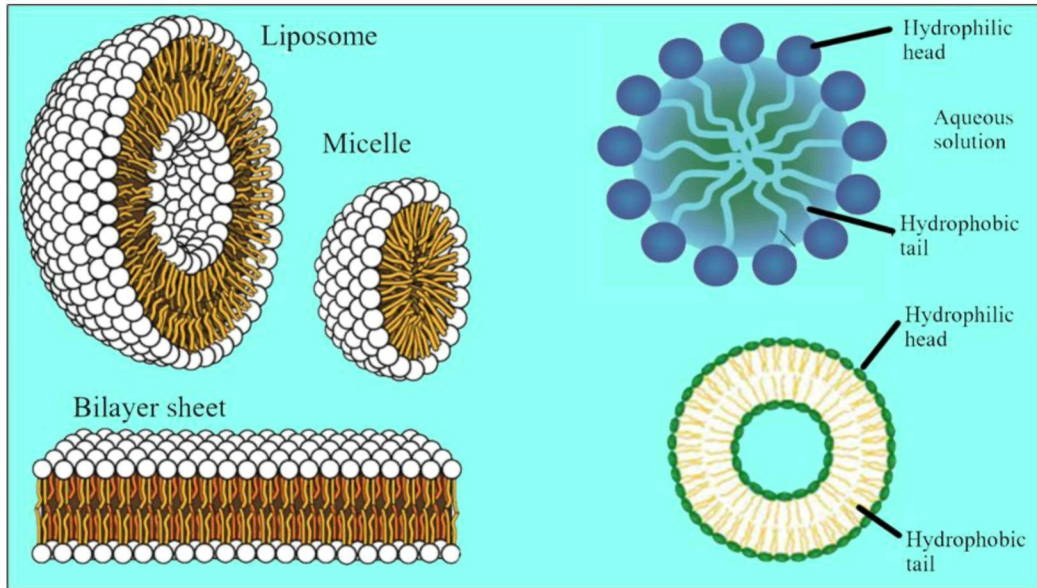 Liposome
Micelle
Bilayer sheet
Hydrophilic
head
Aqueous
solution
Hydrophobic
tail
Hydrophilic
head
Hydrophobic
tail